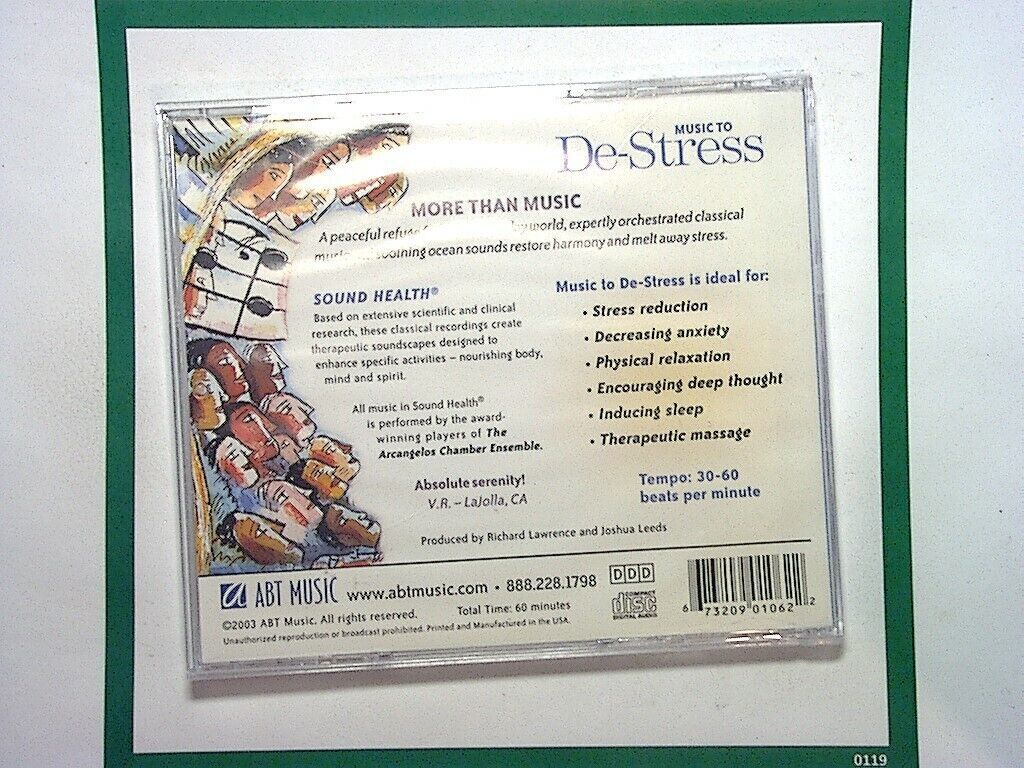 MUSIC TO
De-Stress
MORE THAN MUSIC
A peaceful world, expertly orchestrated classical
soothing ocean sounds restore harmony and melt away stress.
SOUND HEALTH®
Based on extensive scientific and clinical
research, these classical recordings create
therapeutic soundscapes designed to
enhance specific activities – nourishing body,
mind and spirit.
All music in Sound Health®
is performed by the award-
winning players of The
Arcangelos Chamber Ensemble.
Absolute serenity!
V.R. – LaJolla, CA
Music to De-Stress is ideal for:
• Stress reduction
• Decreasing anxiety
• Physical relaxation
• Encouraging deep thought
• Inducing sleep
• Therapeutic massage
Tempo: 30-60
beats per minute
Produced by Richard Lawrence and Joshua Leeds
ABT MUSIC www.abtmusic.com • 888.228.1798 DDD
©2003 ABT Music. All rights reserved. Total Time: 60 minutes
Unauthorized reproduction or broadcast prohibited. Printed and Manufactured in the USA.
COMPACT
disc
DIGITAL AUDIO
6 73209 01062 2
0119